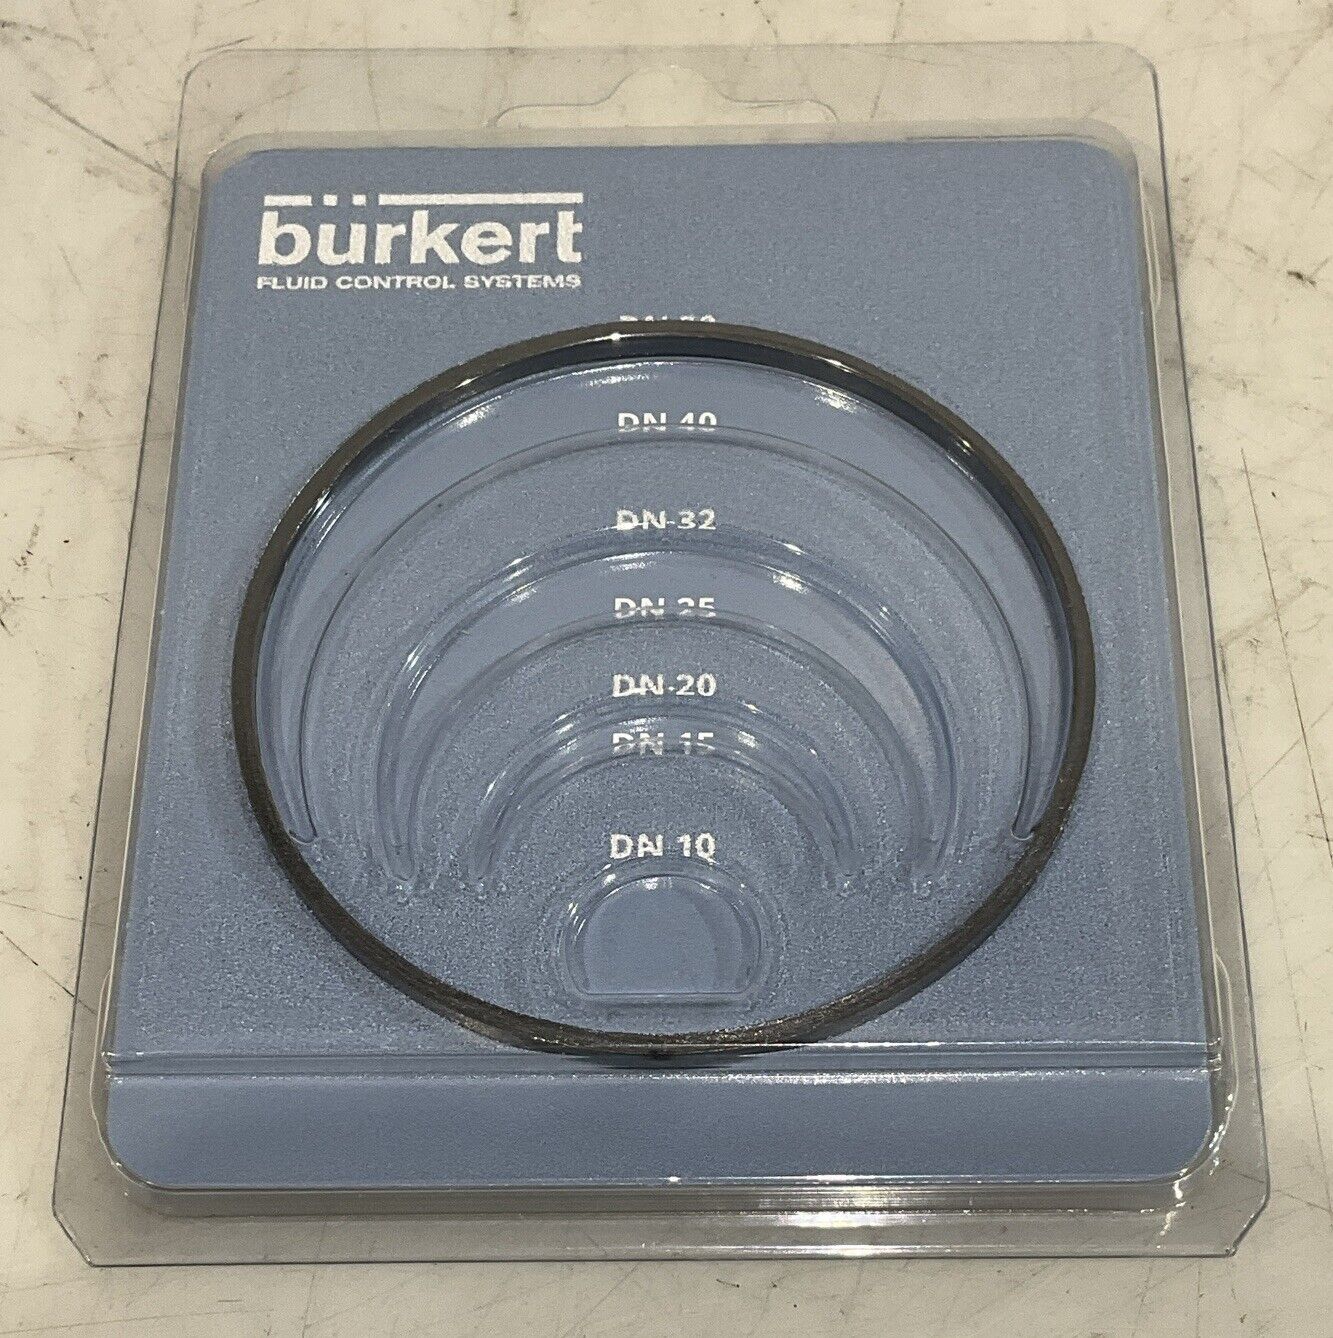 bürkert
FLUID CONTROL SYSTEMS
DN 40
DN 32
DN 25
DN 20
DN 15
DN 10